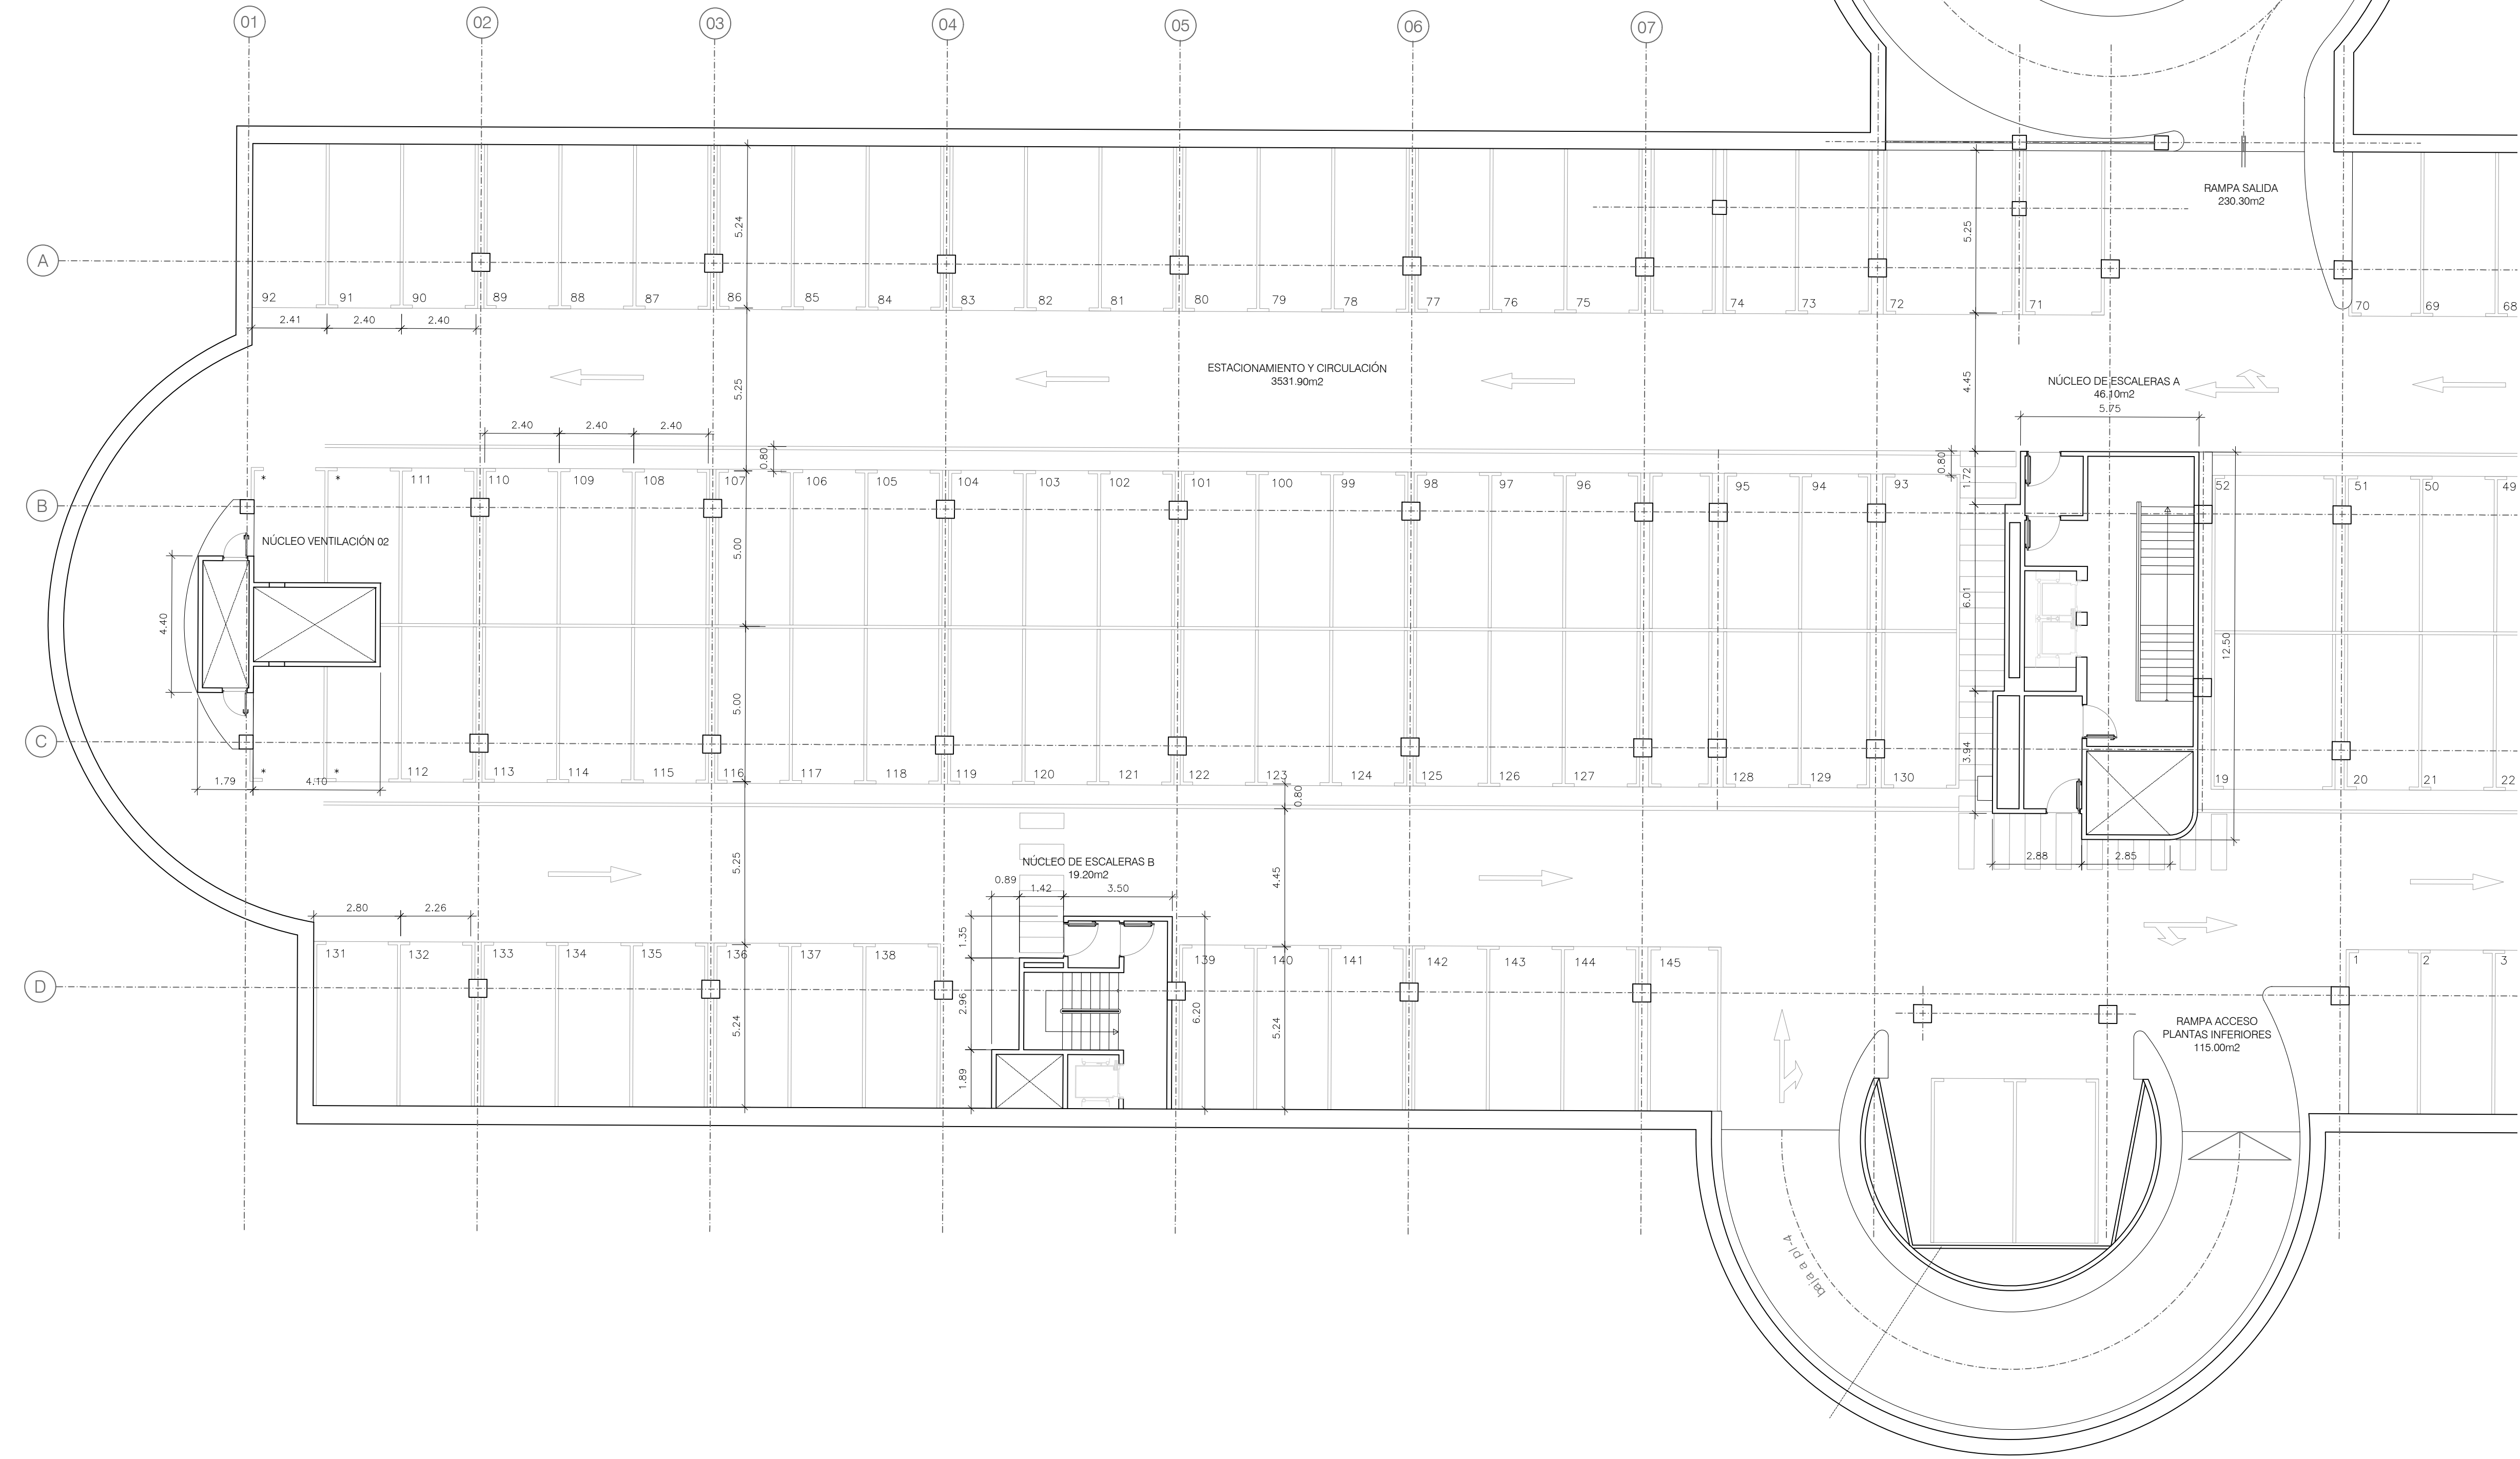 01 02 03 04 05 06 07
RAMPA SALIDA
230.30m2
5.24
5.25
A
92 91 90 89 88 87 86 85 84 83 82 81 80 79 78 77 76 75 74 73 72 71 70 69 68
2.41 2.40 2.40
ESTACIONAMIENTO Y CIRCULACIÓN
3531.90m2
5.25
4.45
NÚCLEO DE ESCALERAS A
46.10m2
5.75
2.40 2.40 2.40
0.80
0.80
1.72
* * 111 110 109 108 107 106 105 104 103 102 101 100 99 98 97 96 95 94 93 52 51 50 49
B
NÚCLEO VENTILACIÓN 02
5.00
4.40
6.01
12.50
5.00
C
3.94
* * 112 113 114 115 116 117 118 119 120 121 122 123 124 125 126 127 128 129 130 19 20 21 22
1.79 4.10
0.80
5.25
4.45
NÚCLEO DE ESCALERAS B
19.20m2
2.88 2.85
0.89 1.42 3.50
2.80 2.26
1.35
131 132 133 134 135 136 137 138 139 140 141 142 143 144 145 1 2 3
D
2.96
6.20
5.24
5.24
1.89
RAMPA ACCESO
PLANTAS INFERIORES
115.00m2
baja a pl-4